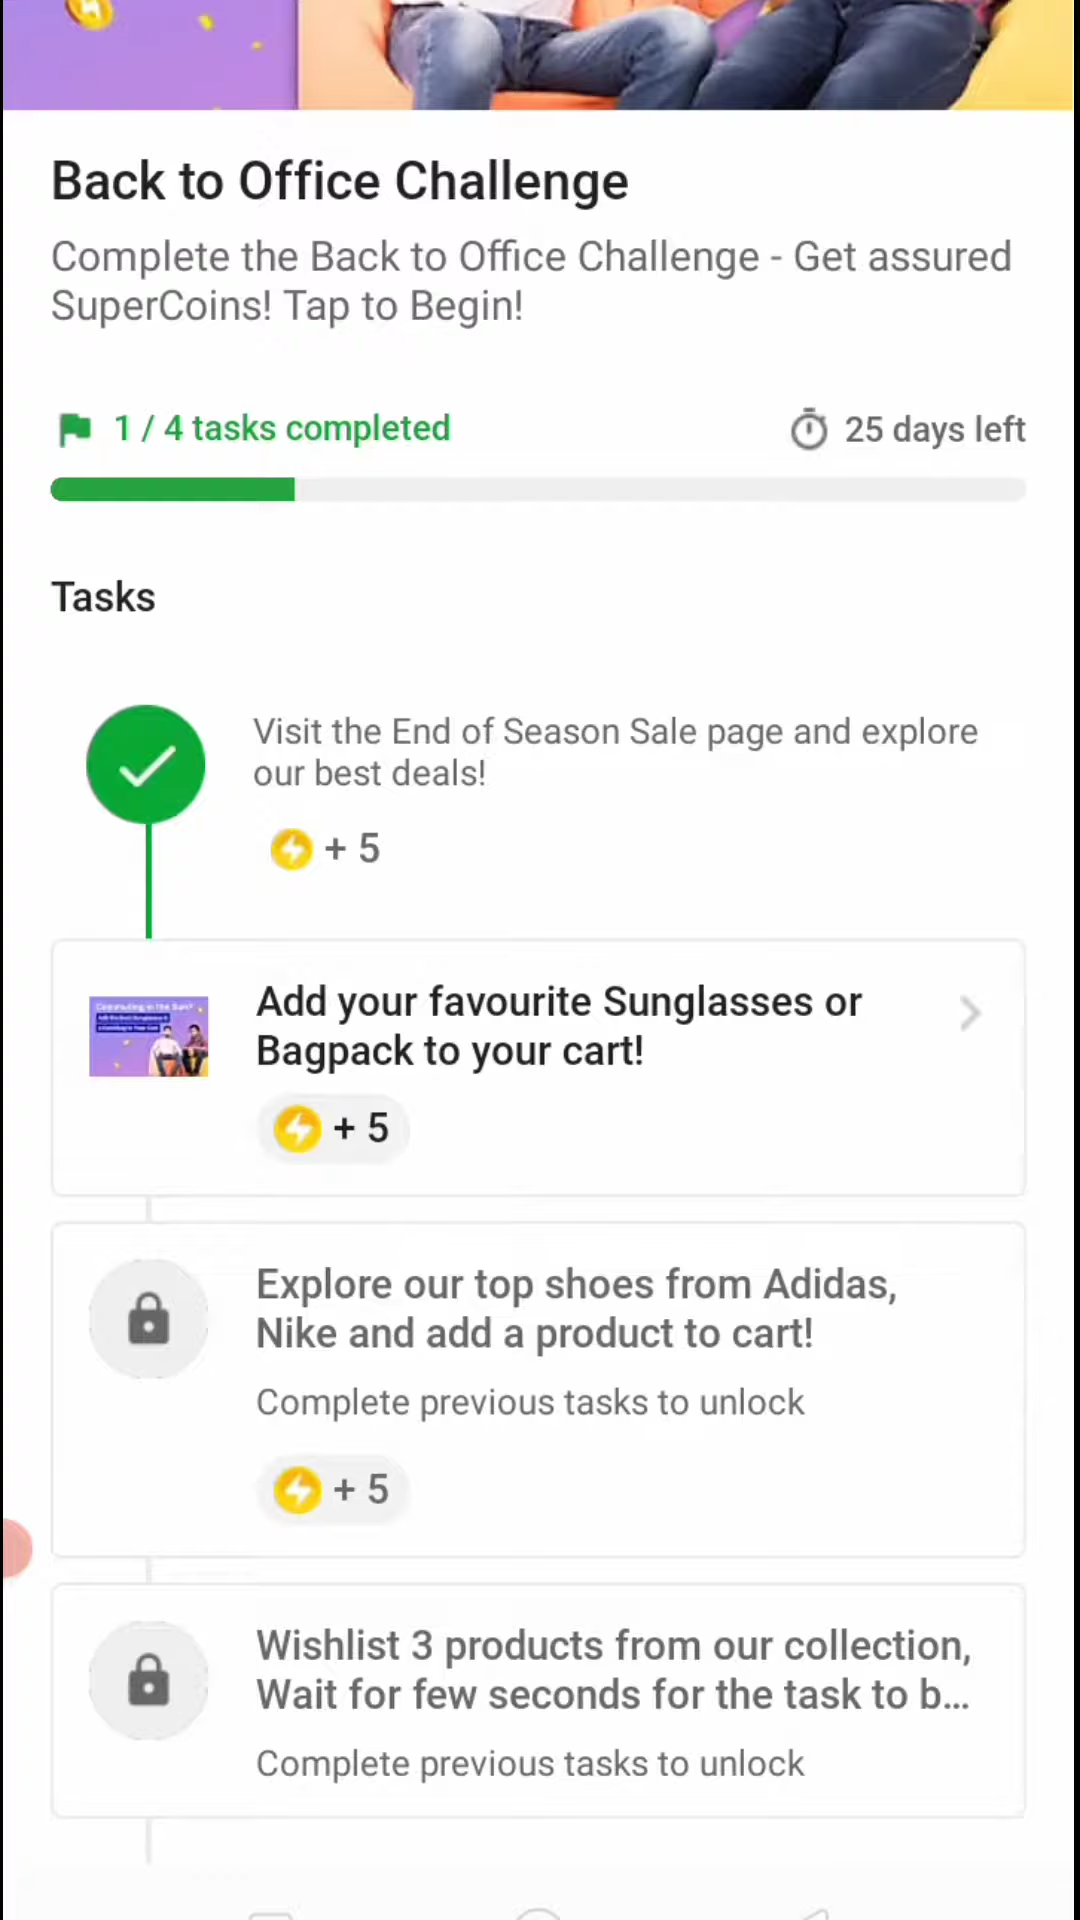 Back to Office Challenge
Complete the Back to Office Challenge - Get assured
SuperCoins! Tap to Begin!
1 / 4 tasks completed
25 days left
Tasks
Visit the End of Season Sale page and explore
our best deals!
+ 5
Commuting in the Sun?
Add your favourite Sunglasses or
Bagpack to your cart!
+ 5
Explore our top shoes from Adidas,
Nike and add a product to cart!
Complete previous tasks to unlock
+ 5
Wishlist 3 products from our collection,
Wait for few seconds for the task to b...
Complete previous tasks to unlock